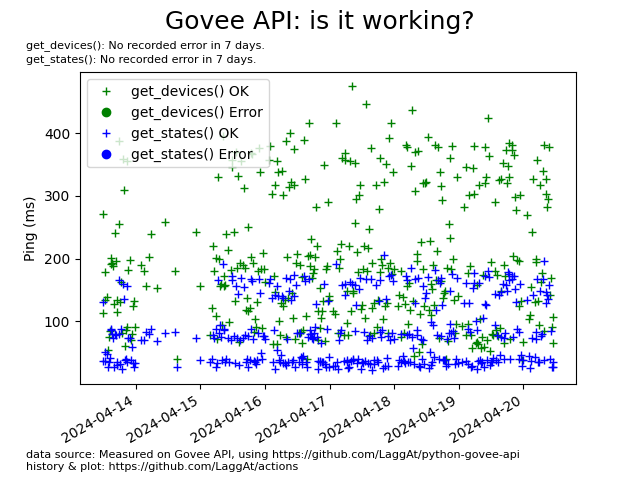 Govee API: is it working?
get_devices(): No recorded error in 7 days.
get_states(): No recorded error in 7 days.
get_devices() OK
get_devices() Error
get_states() OK
get_states() Error
400
300
200
100
Ping (ms)
2024-04-14
2024-04-15
2024-04-16
2024-04-17
2024-04-18
2024-04-19
2024-04-20
data source: Measured on Govee API, using https://github.com/LaggAt/python-govee-api
history & plot: https://github.com/LaggAt/actions